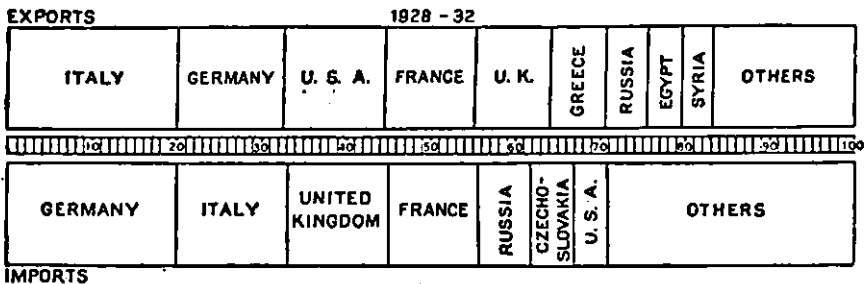 EXPORTS 1928-32
ITALY GERMANY U. S. A. FRANCE U. K. GREECE RUSSIA EGYPT SYRIA OTHERS
10 20 30 40 50 60 70 80 90 100
GERMANY ITALY UNITED KINGDOM FRANCE RUSSIA CZECHO-SLOVAKIA U. S. A. OTHERS
IMPORTS